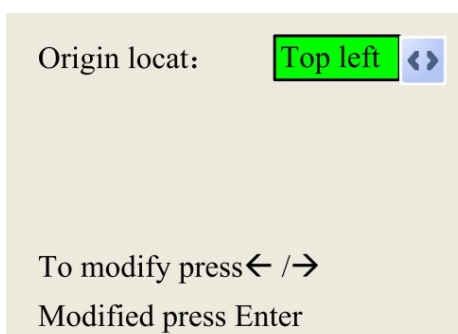 Origin locat： Top left
To modify press← /→
Modified press Enter